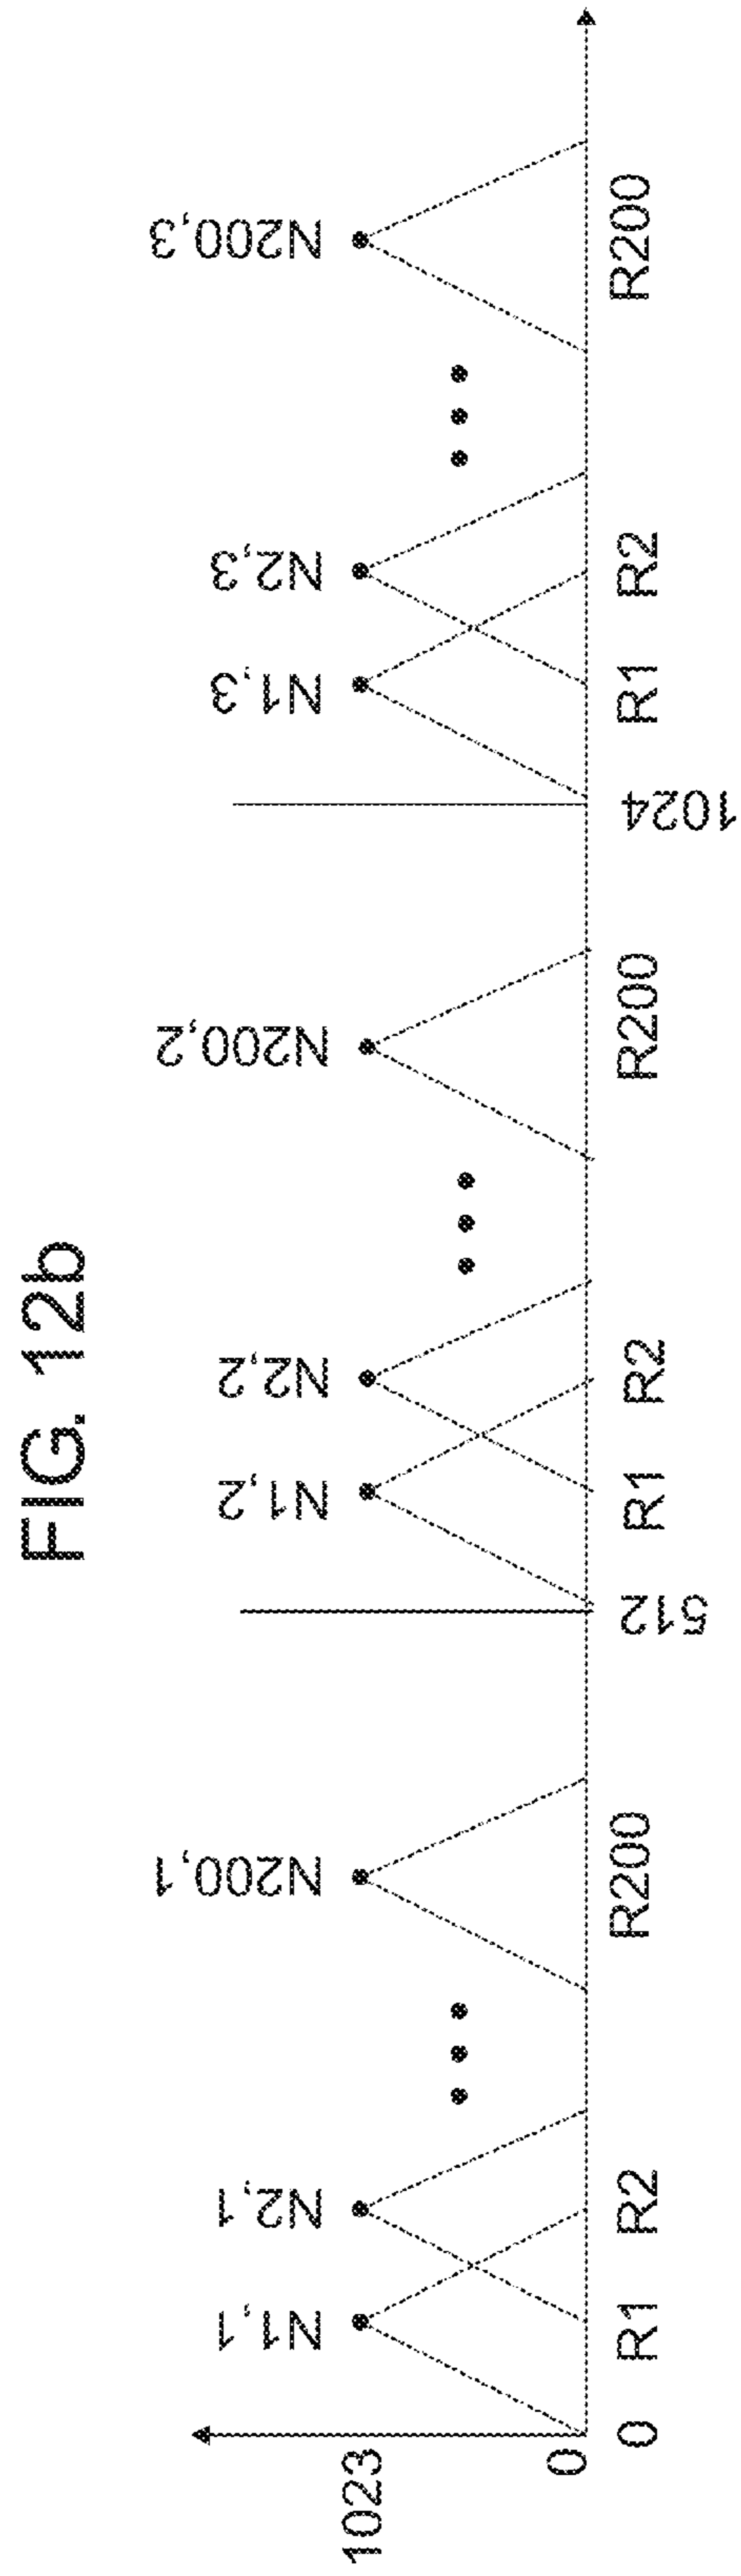 FIG. 12b
N1,1 N2,1 N200,1 N1,2 N2,2 N200,2 N1,3 N2,3 N200,3
1023
0
0 R1 R2 R200 512 R1 R2 R200 1024 R1 R2 R200